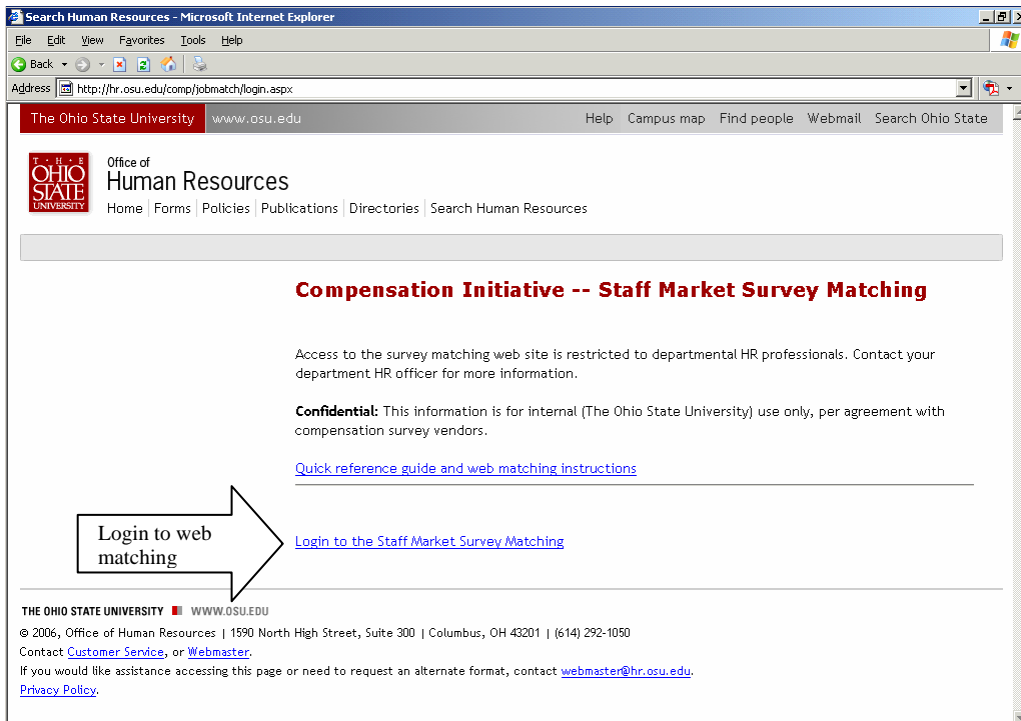 Search Human Resources - Microsoft Internet Explorer
File Edit View Favorites Tools Help
Back
Address http://hr.osu.edu/comp/jobmatch/login.aspx
The Ohio State University www.osu.edu Help Campus map Find people Webmail Search Ohio State
T·H·E
OHIO
STATE
UNIVERSITY
Office of
Human Resources
Home | Forms | Policies | Publications | Directories | Search Human Resources
Compensation Initiative -- Staff Market Survey Matching
Access to the survey matching web site is restricted to departmental HR professionals. Contact your
department HR officer for more information.
Confidential: This information is for internal (The Ohio State University) use only, per agreement with
compensation survey vendors.
Quick reference guide and web matching instructions
Login to web
matching
Login to the Staff Market Survey Matching
THE OHIO STATE UNIVERSITY WWW.OSU.EDU
© 2006, Office of Human Resources | 1590 North High Street, Suite 300 | Columbus, OH 43201 | (614) 292-1050
Contact Customer Service, or Webmaster.
If you would like assistance accessing this page or need to request an alternate format, contact webmaster@hr.osu.edu.
Privacy Policy.